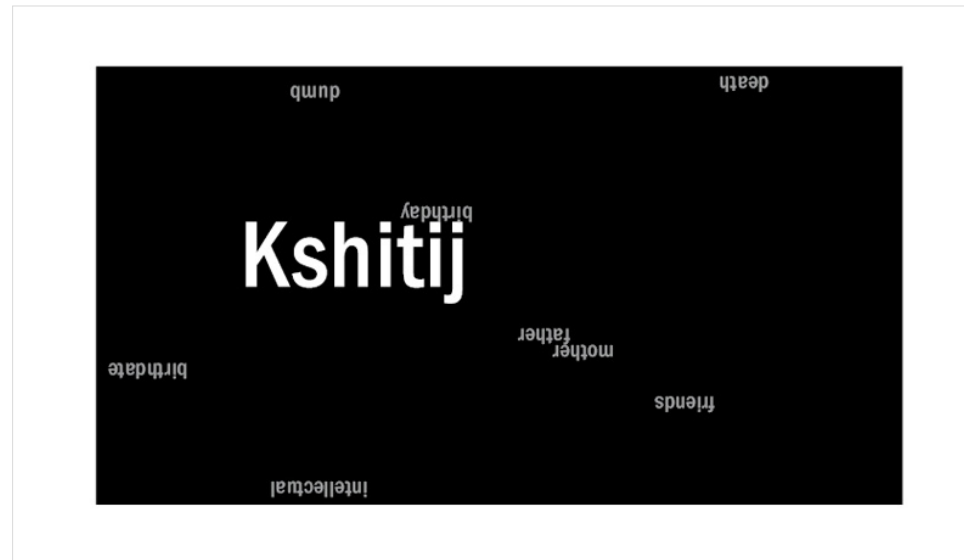 dumb
death
birthday
Kshitij
father
mother
birthdate
friends
intellectual